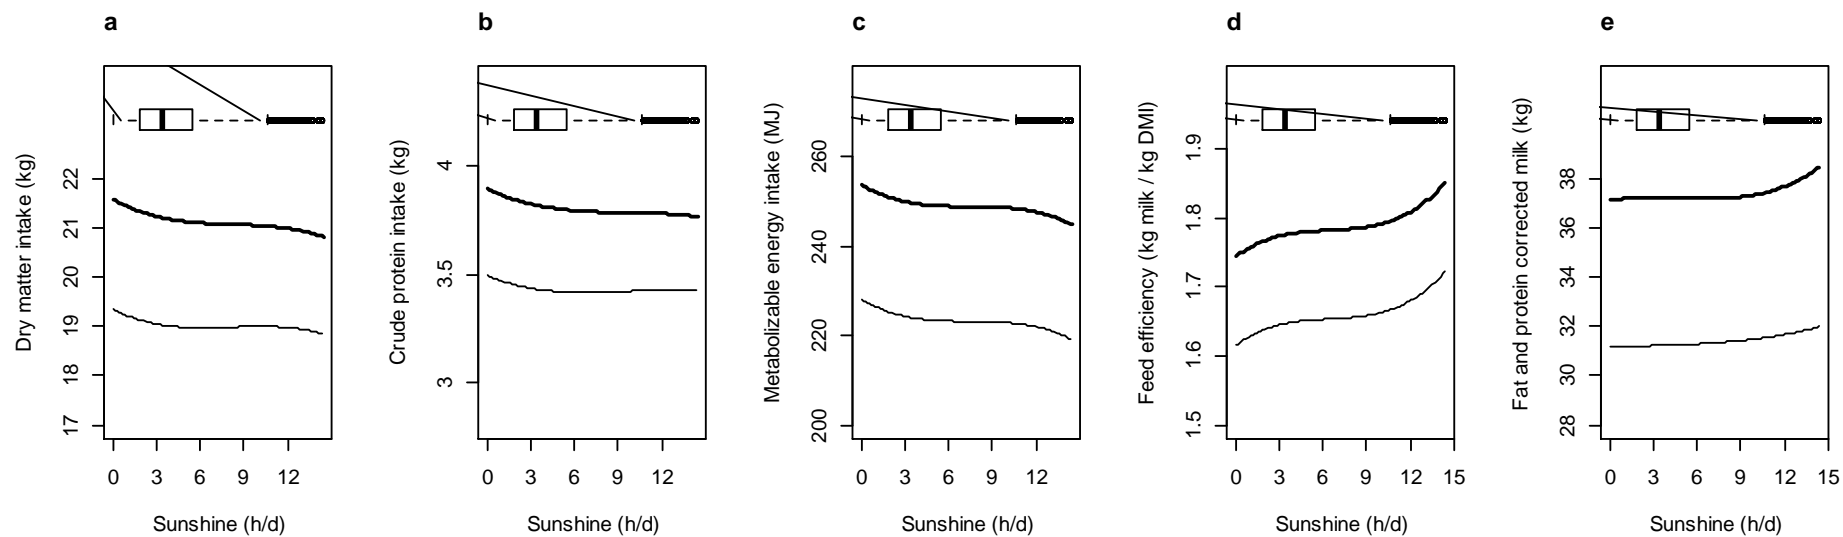 a
Dry matter intake (kg)
22
21
20
19
18
17
0 3 6 9 12
Sunshine (h/d)
b
Crude protein intake (kg)
4
3.5
3
0 3 6 9 12
Sunshine (h/d)
c
Metabolizable energy intake (MJ)
260
240
220
200
0 3 6 9 12
Sunshine (h/d)
d
Feed efficiency (kg milk / kg DMI)
1.9
1.8
1.7
1.6
1.5
0 3 6 9 12 15
Sunshine (h/d)
e
Fat and protein corrected milk (kg)
38
36
34
32
30
28
0 3 6 9 12 15
Sunshine (h/d)